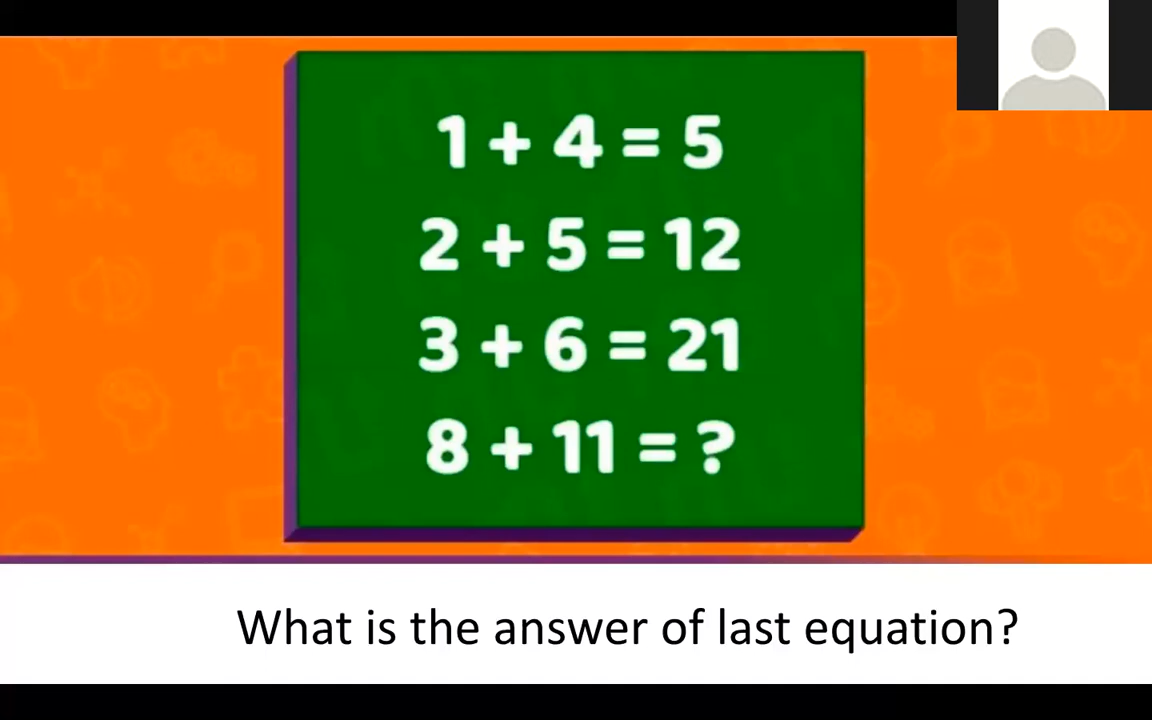 1 + 4 = 5
2 + 5 = 12
3 + 6 = 21
8 + 11 = ?
What is the answer of last equation?